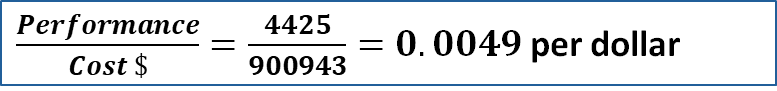 Performance / Cost $ = 4425 / 900943 = 0.0049 per dollar